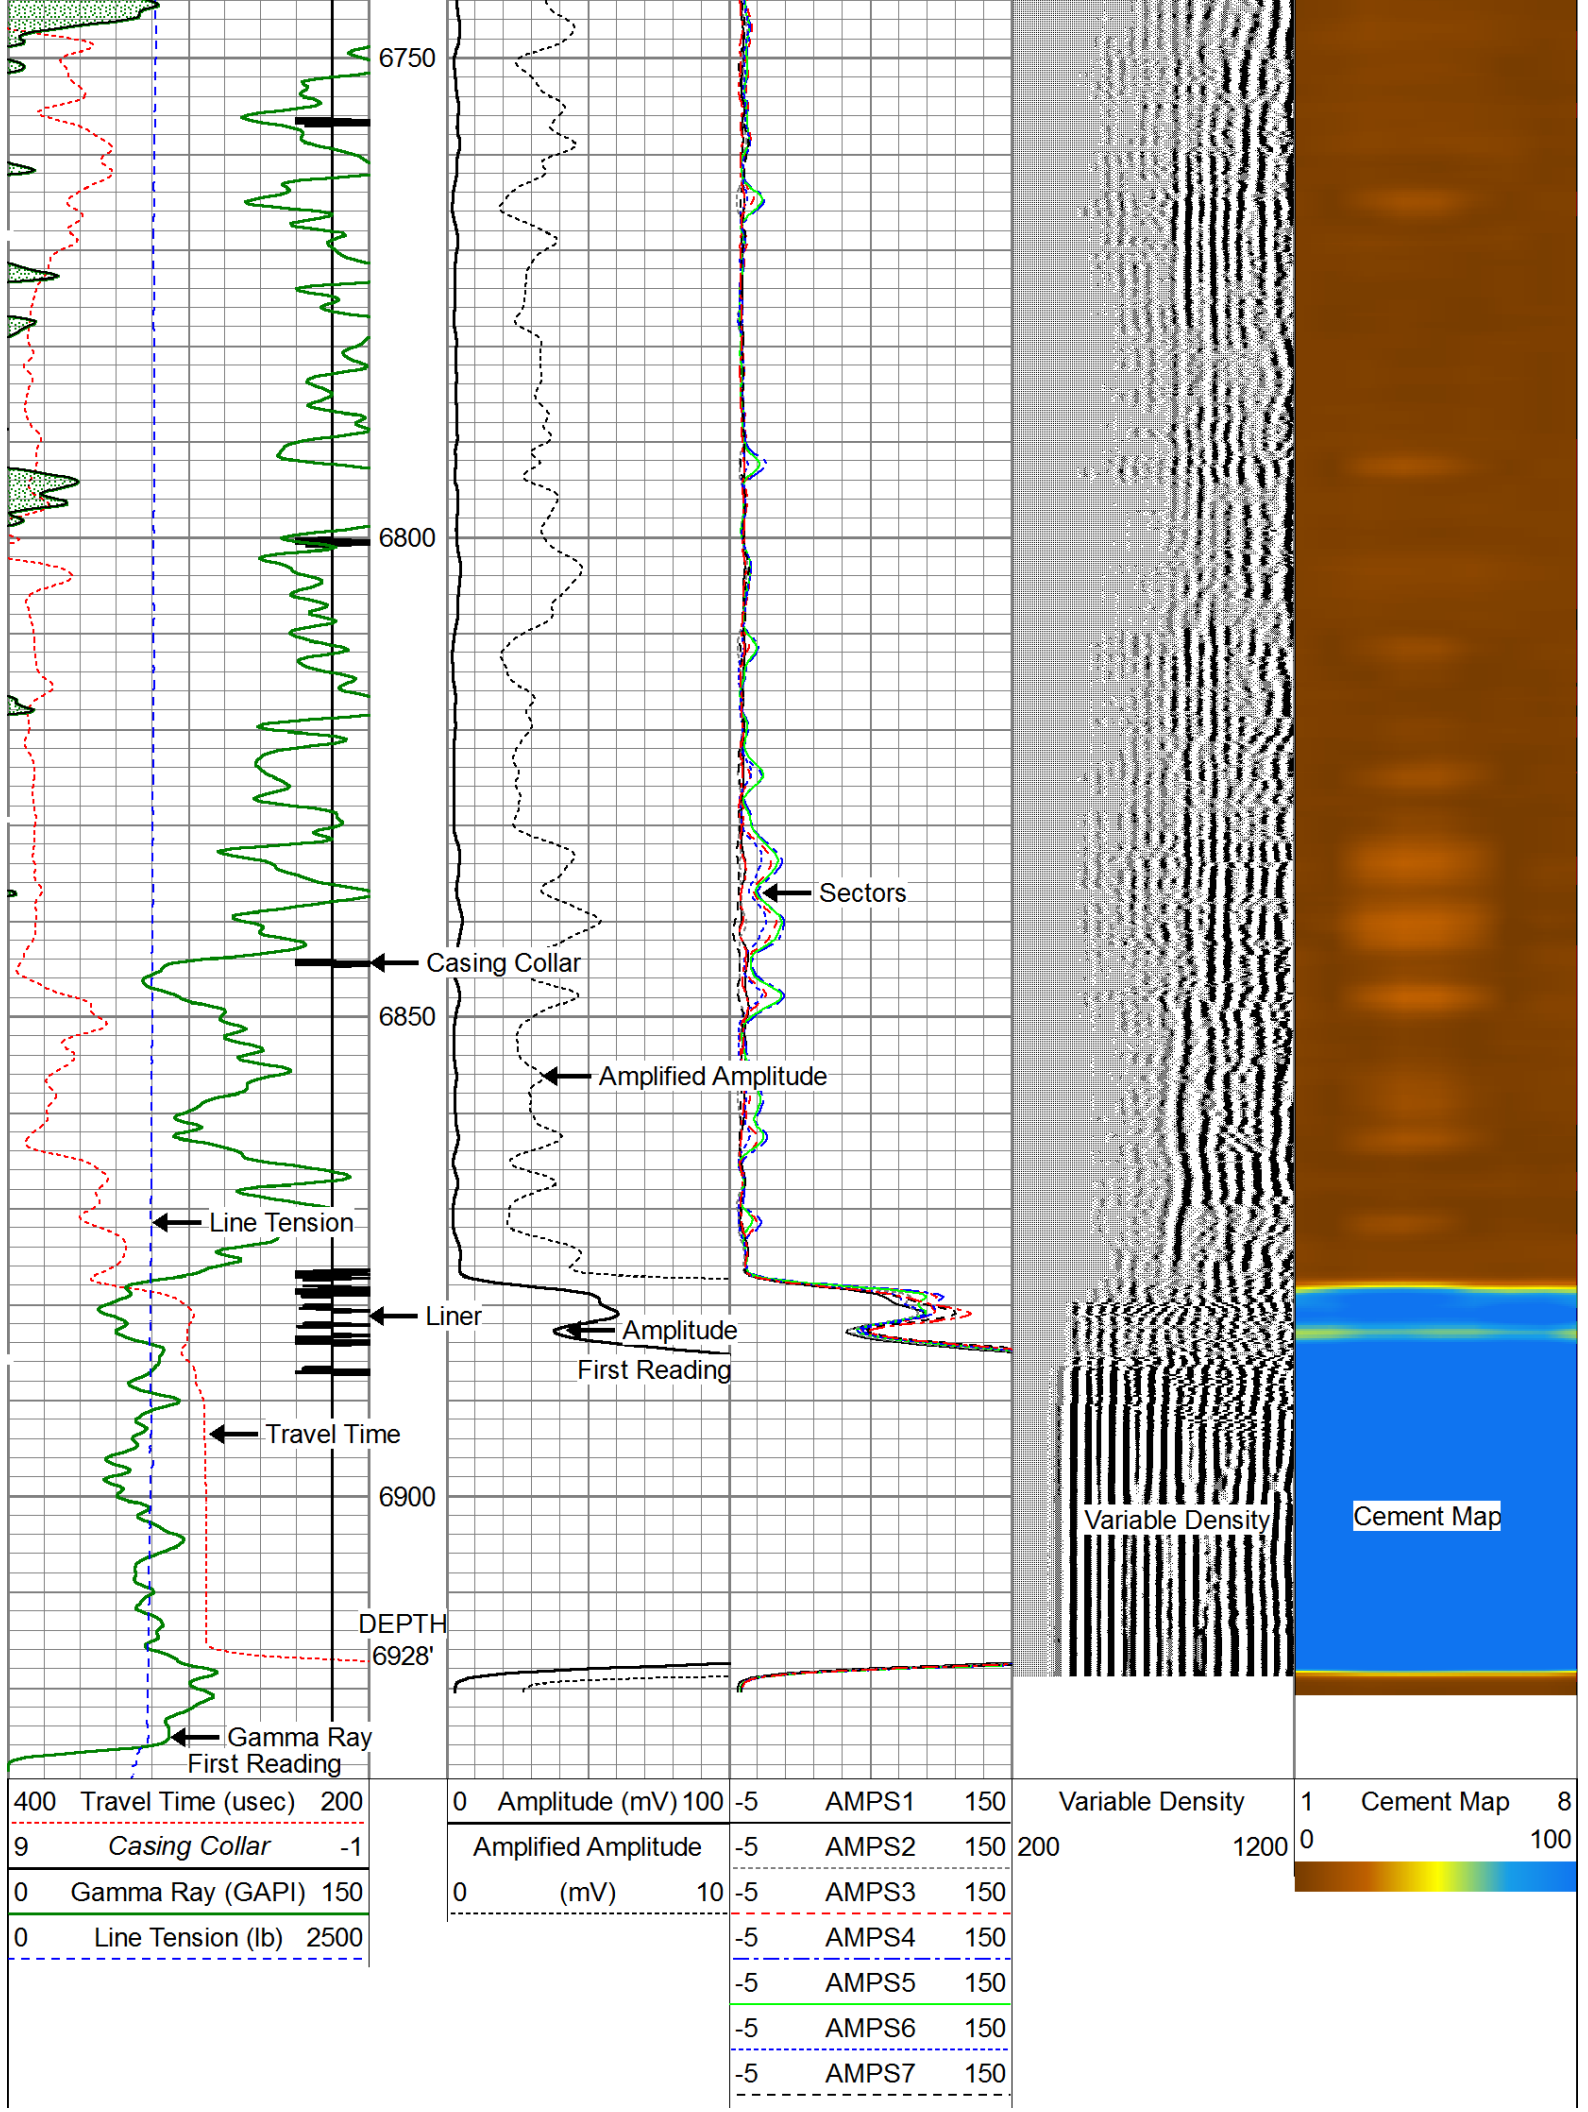 6750
6800
Sectors
Casing Collar
6850
Amplified Amplitude
Line Tension
Liner
Amplitude
First Reading
Travel Time
6900
Variable Density
Cement Map
DEPTH
6928'
Gamma Ray
First Reading
400 Travel Time (usec) 200
9 Casing Collar -1
0 Gamma Ray (GAPI) 150
0 Line Tension (lb) 2500
0 Amplitude (mV) 100
Amplified Amplitude
0 (mV) 10
-5 AMPS1 150
-5 AMPS2 150
-5 AMPS3 150
-5 AMPS4 150
-5 AMPS5 150
-5 AMPS6 150
-5 AMPS7 150
Variable Density
200 1200
1 Cement Map 8
0 100